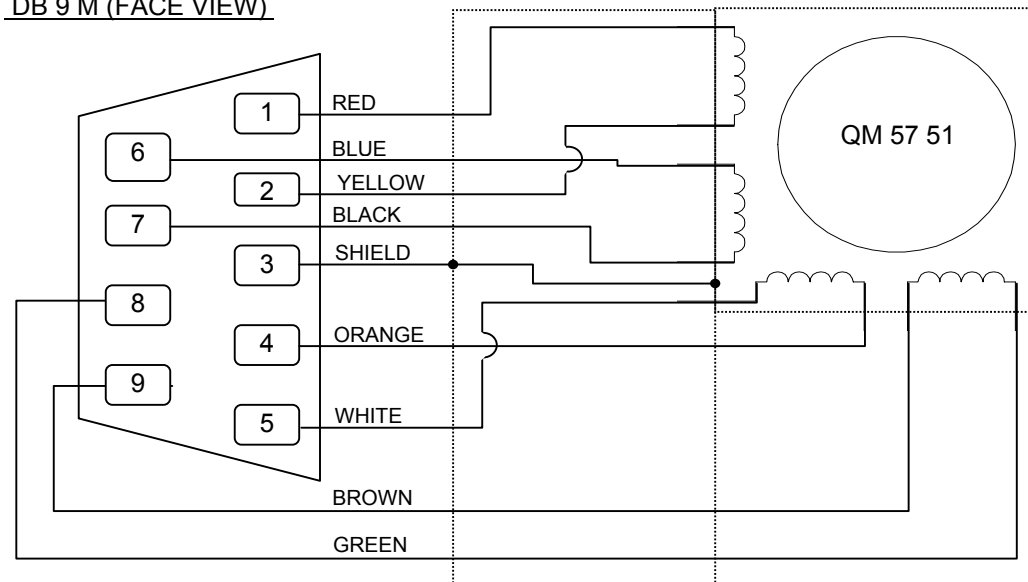 DB 9 M (FACE VIEW)
1
RED
QM 57 51
6
BLUE
2
YELLOW
7
BLACK
3
SHIELD
8
4
ORANGE
9
5
WHITE
BROWN
GREEN